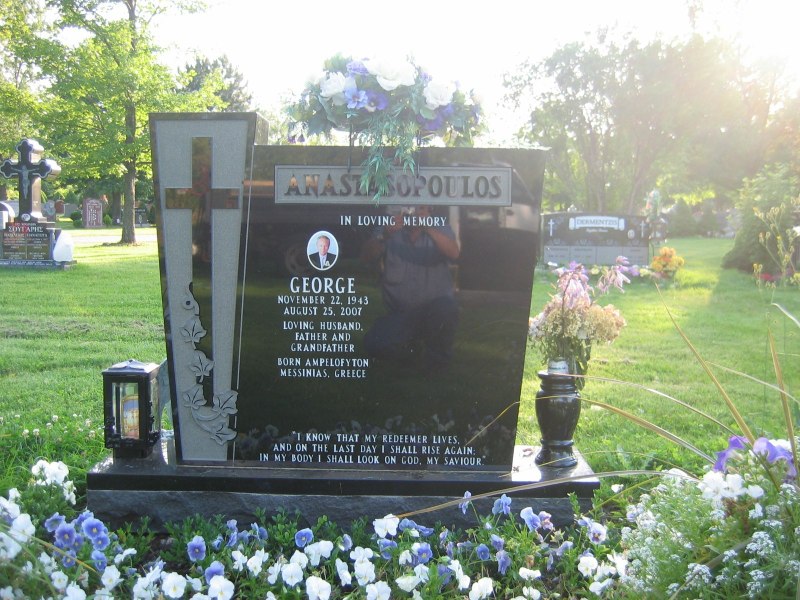 ANASTASOPOULOS
IN LOVING MEMORY
GEORGE
NOVEMBER 22, 1943
AUGUST 25, 2007
LOVING HUSBAND,
FATHER AND
GRANDFATHER
BORN AMPELOFYTON
MESSINIAS, GREECE
"I KNOW THAT MY REDEEMER LIVES,
AND ON THE LAST DAY I SHALL RISE AGAIN;
IN MY BODY I SHALL LOOK ON GOD, MY SAVIOUR."
ΣΟΥΓΑΡΗΣ
DERMENTZIS